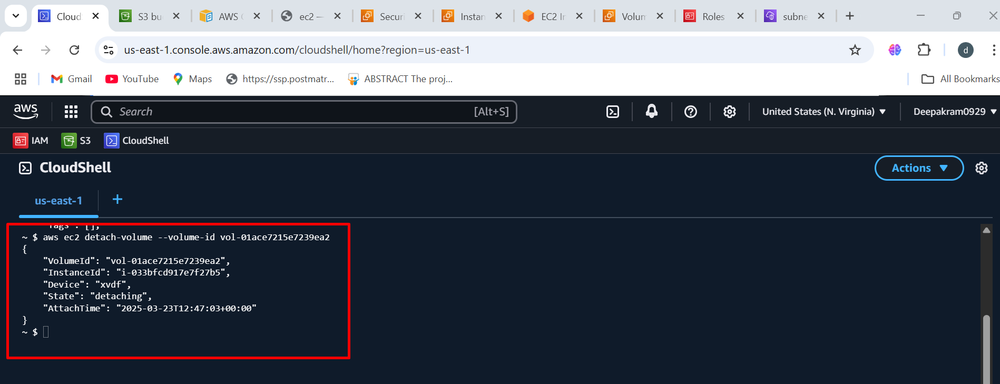 Cloud
S3 bu
AWS
ec2 —
Securi
Instan
EC2 Ir
Volum
Roles
subne
us-east-1.console.aws.amazon.com/cloudshell/home?region=us-east-1
d
Gmail
YouTube
Maps
https://ssp.postmatr...
ABSTRACT The proj...
All Bookmarks
aws
Search
[Alt+S]
United States (N. Virginia)
Deepakram0929
IAM
S3
CloudShell
CloudShell
Actions
us-east-1
"Tags": [],
~ $ aws ec2 detach-volume --volume-id vol-01ace7215e7239ea2
{
"VolumeId": "vol-01ace7215e7239ea2",
"InstanceId": "i-033bfcd917e7f27b5",
"Device": "xvdf",
"State": "detaching",
"AttachTime": "2025-03-23T12:47:03+00:00"
}
~ $